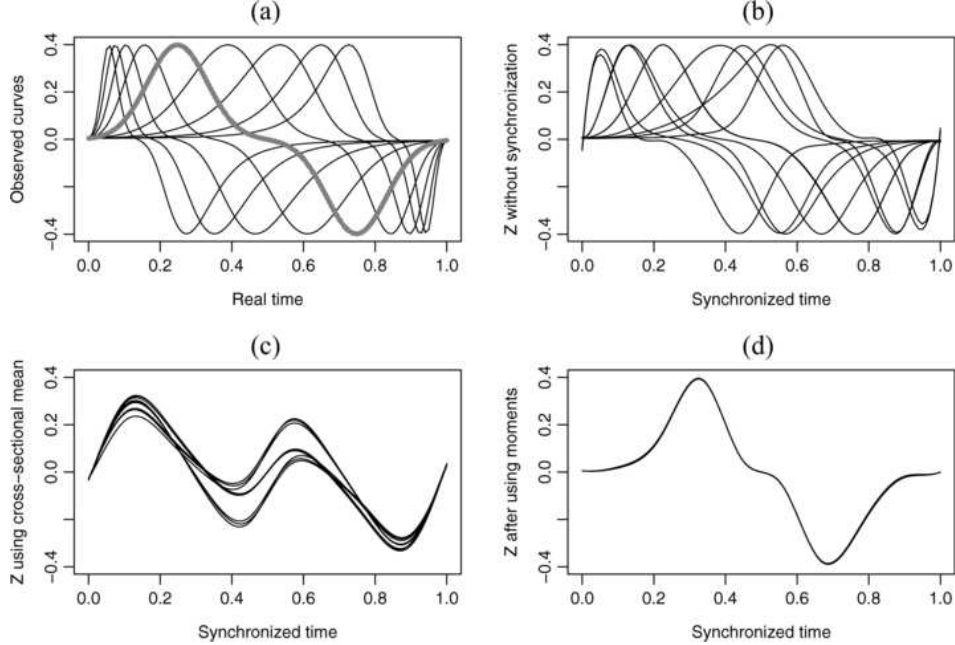 (a)
Observed curves
0.4
0.0
−0.4
0.0 0.2 0.4 0.6 0.8 1.0
Real time
(b)
Z without synchronization
0.4
0.0
−0.4
0.0 0.2 0.4 0.6 0.8 1.0
Synchronized time
(c)
Z using cross−sectional mean
0.4
0.2
0.0
−0.4
0.0 0.2 0.4 0.6 0.8 1.0
Synchronized time
(d)
Z after using moments
0.4
0.2
0.0
−0.4
0.0 0.2 0.4 0.6 0.8 1.0
Synchronized time